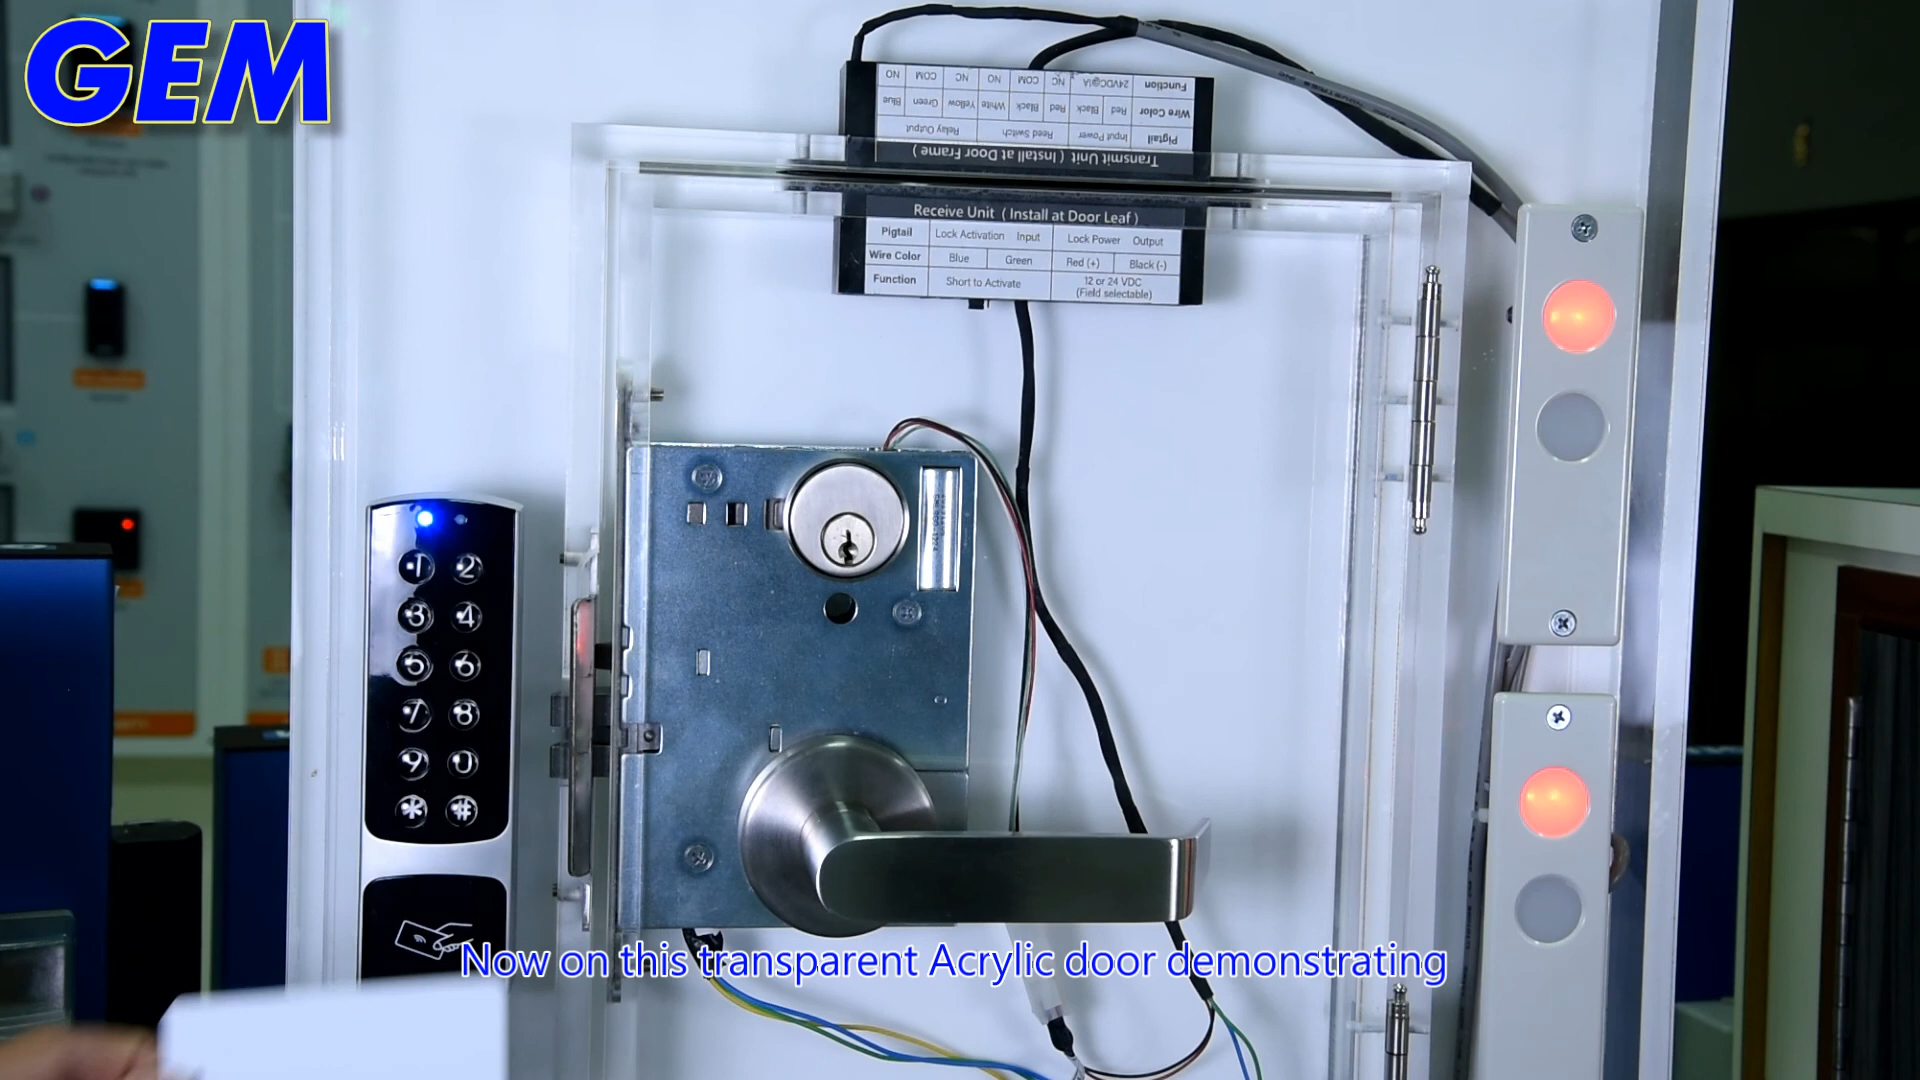 GEM
NO COM NC NO COM NC 24VDC@1A Function
Blue Green Yellow White Black Red Black Red Wire Color
Relay Output Reed Switch Input Power Pigtail
Transmit Unit ( Install at Door Frame )
Receive Unit ( Install at Door Leaf )
Pigtail Lock Activation Input Lock Power Output
Wire Color Blue Green Red (+) Black (-)
Function Short to Activate 12 or 24 VDC
(Field selectable)
1 2
3 4
5 6
7 8
9 0
* #
Now on this transparent Acrylic door demonstrating